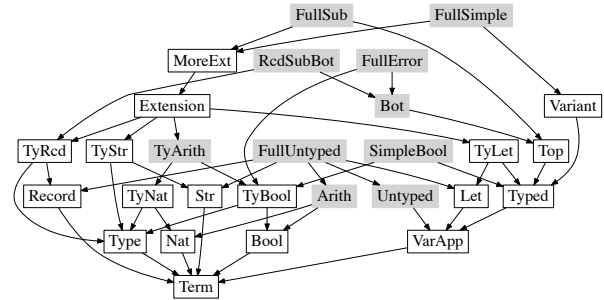 FullSub FullSimple
MoreExt RcdSubBot FullError
Extension Bot Variant
TyRcd TyStr TyArith FullUntyped SimpleBool TyLet Top
Record TyNat Str TyBool Arith Untyped Let Typed
Type Nat Bool VarApp
Term